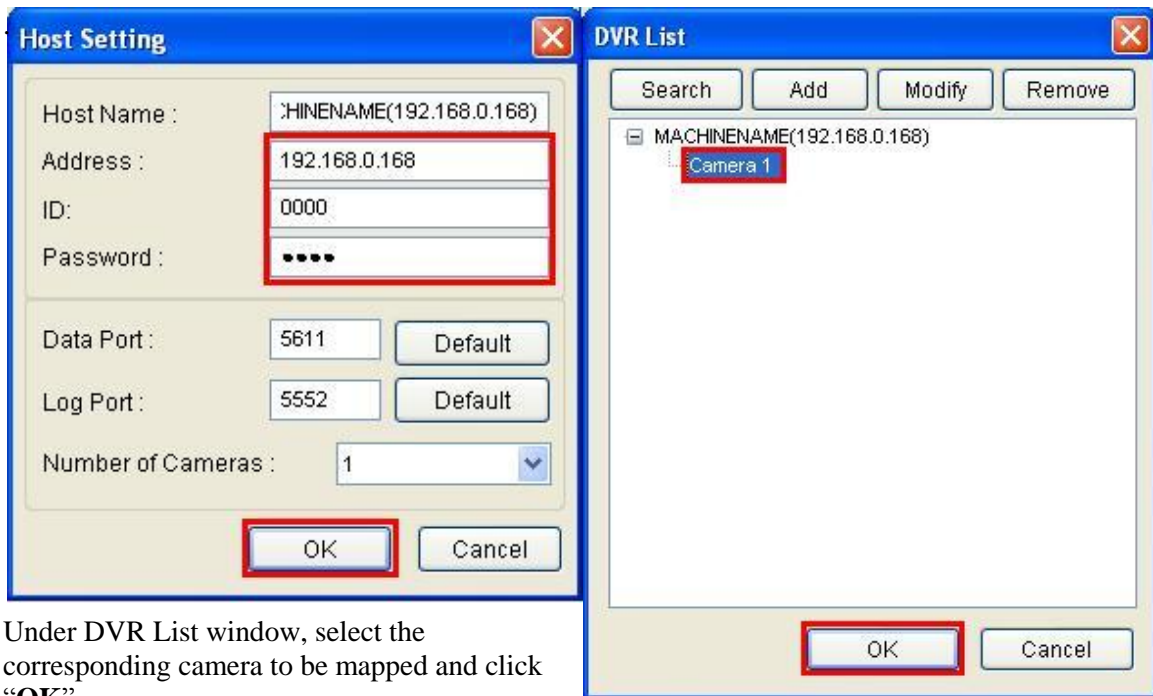 Host Setting
Host Name :
:HINENAME(192.168.0.168)
Address :
192.168.0.168
ID:
0000
Password :
••••
Data Port :
5611
Default
Log Port :
5552
Default
Number of Cameras :
1
OK
Cancel
Under DVR List window, select the
corresponding camera to be mapped and click
“OK”
DVR List
Search
Add
Modify
Remove
MACHINENAME(192.168.0.168)
Camera 1
OK
Cancel